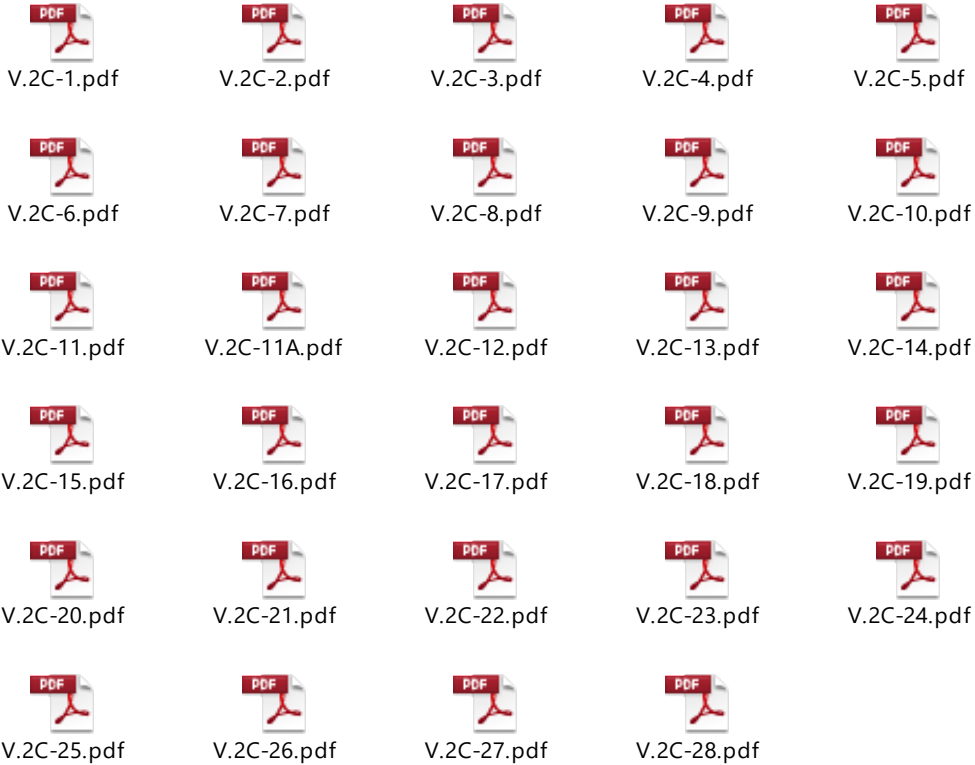 PDF PDF PDF PDF PDF
V.2C-1.pdf V.2C-2.pdf V.2C-3.pdf V.2C-4.pdf V.2C-5.pdf
PDF PDF PDF PDF PDF
V.2C-6.pdf V.2C-7.pdf V.2C-8.pdf V.2C-9.pdf V.2C-10.pdf
PDF PDF PDF PDF PDF
V.2C-11.pdf V.2C-11A.pdf V.2C-12.pdf V.2C-13.pdf V.2C-14.pdf
PDF PDF PDF PDF PDF
V.2C-15.pdf V.2C-16.pdf V.2C-17.pdf V.2C-18.pdf V.2C-19.pdf
PDF PDF PDF PDF PDF
V.2C-20.pdf V.2C-21.pdf V.2C-22.pdf V.2C-23.pdf V.2C-24.pdf
PDF PDF PDF PDF
V.2C-25.pdf V.2C-26.pdf V.2C-27.pdf V.2C-28.pdf